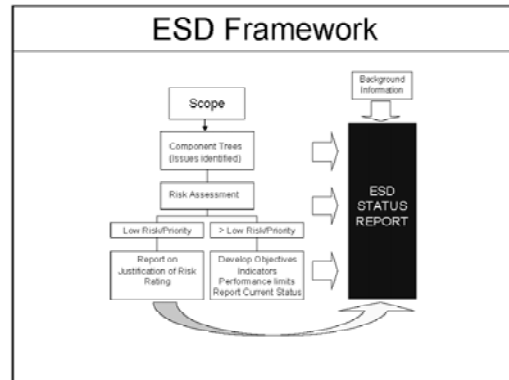 ESD Framework
Background
Information
Scope
Component Trees
(Issues Identified)
Risk Assessment
ESD
STATUS
REPORT
Low Risk/Priority
> Low Risk/Priority
Report on
Justification of Risk
Rating
Develop Objectives
Indicators
Performance limits
Report Current Status